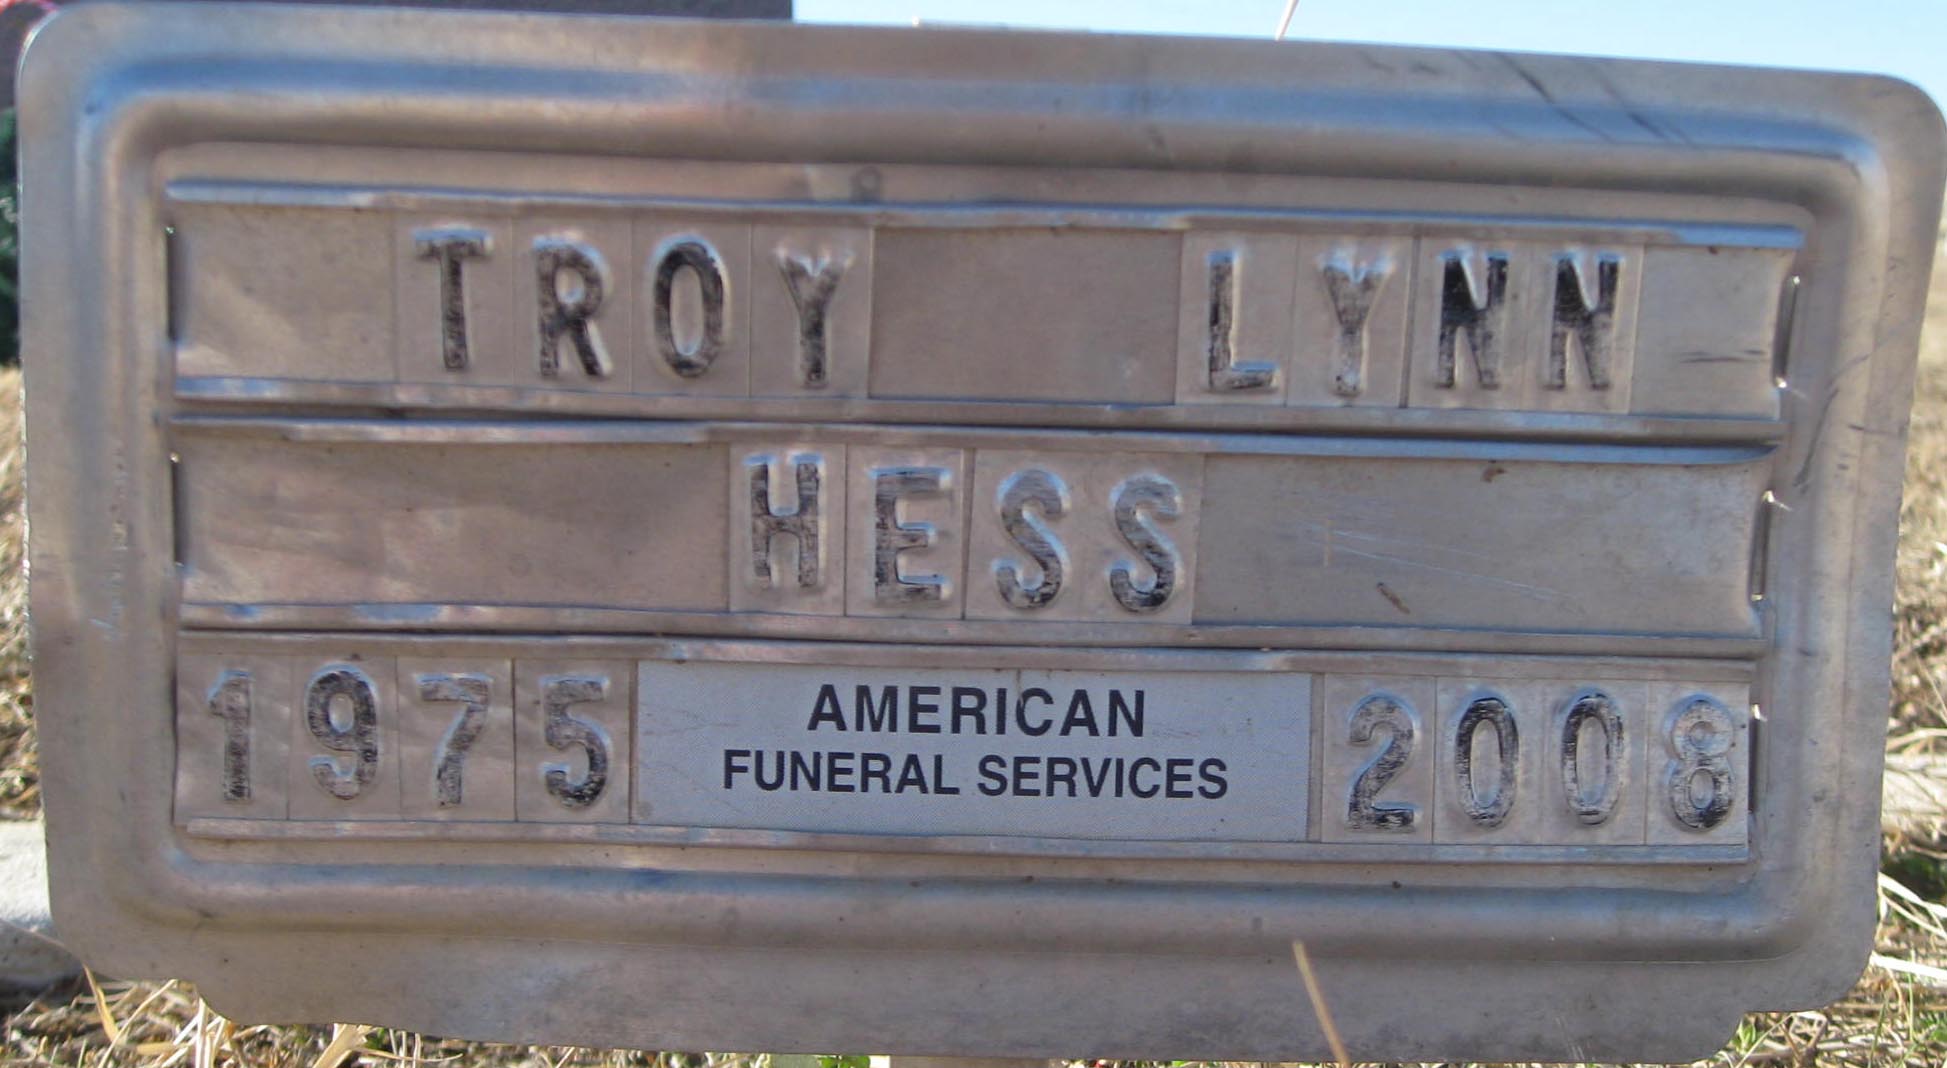 TROY LYNN
HESS
1975 AMERICAN FUNERAL SERVICES 2008